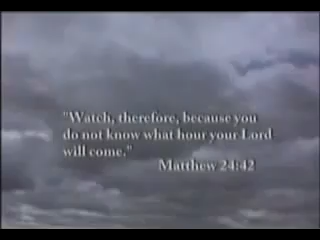 "Watch, therefore, because you
do not know what hour your Lord
will come."
Matthew 24:42